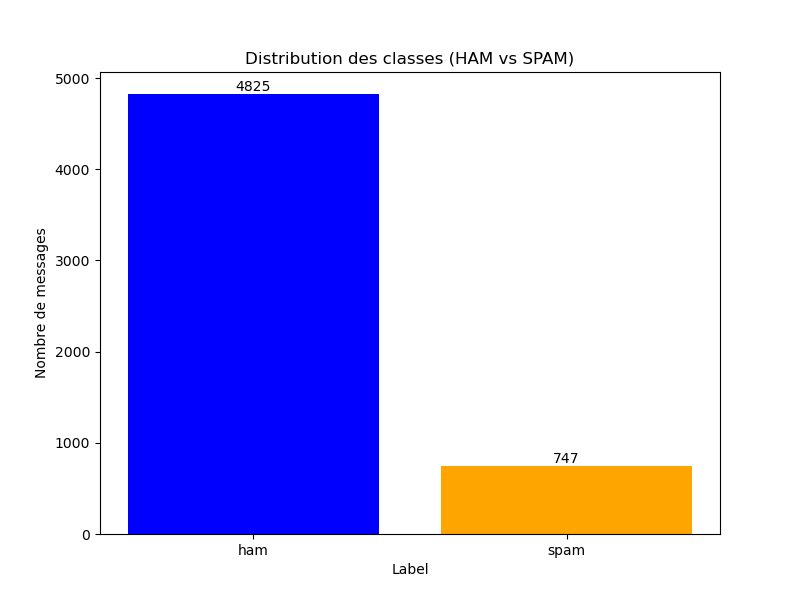 Distribution des classes (HAM vs SPAM)
5000
4825
4000
3000
2000
1000
747
0
Nombre de messages
ham
spam
Label